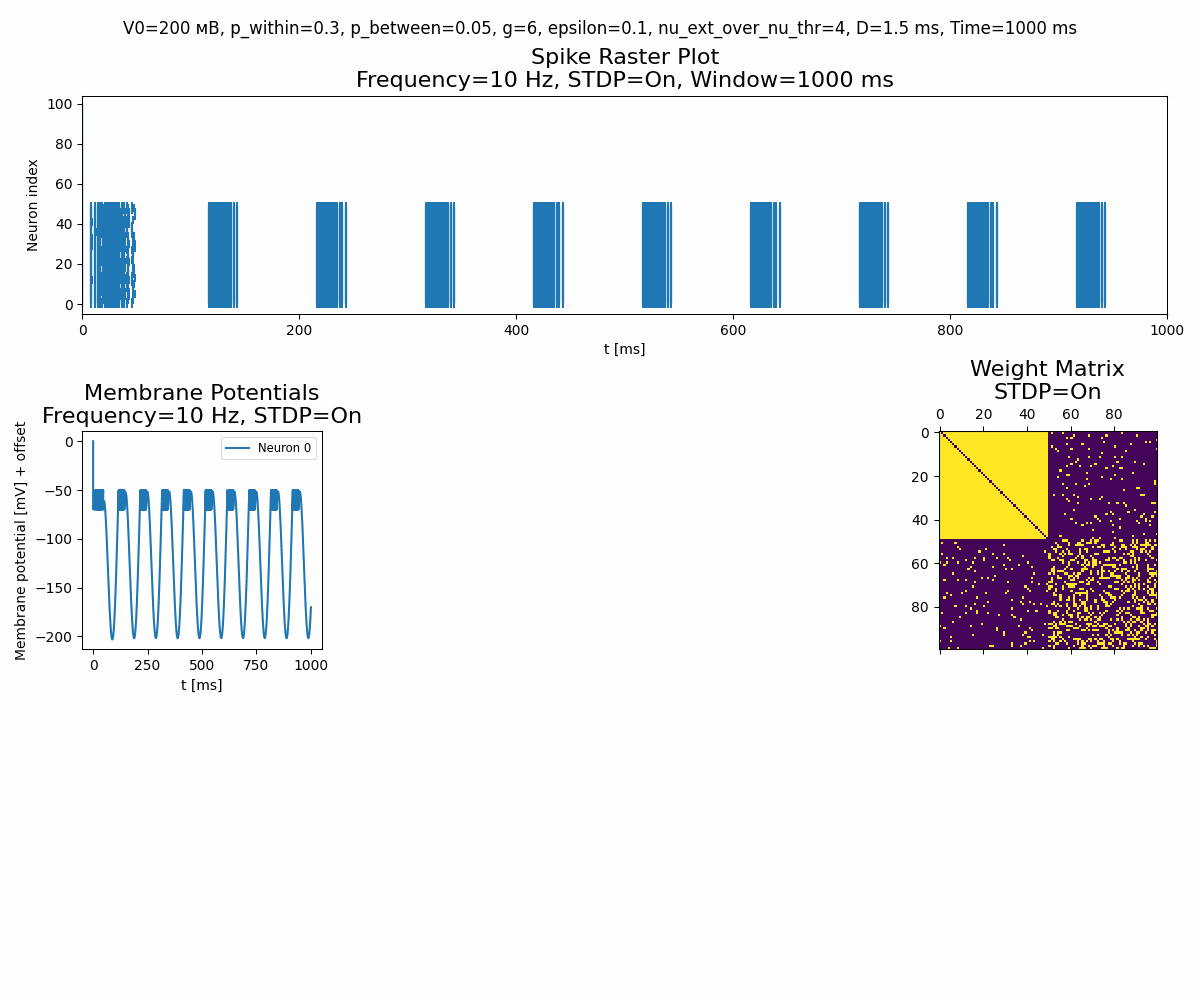 V0=200 мВ, p_within=0.3, p_between=0.05, g=6, epsilon=0.1, nu_ext_over_nu_thr=4, D=1.5 ms, Time=1000 ms
Spike Raster Plot
Frequency=10 Hz, STDP=On, Window=1000 ms
100
80
60
40
20
0
Neuron index
0 200 400 600 800 1000
t [ms]
Membrane Potentials
Frequency=10 Hz, STDP=On
0
−50
−100
−150
−200
Membrane potential [mV] + offset
Neuron 0
0 250 500 750 1000
t [ms]
Weight Matrix
STDP=On
0 20 40 60 80
0
20
40
60
80